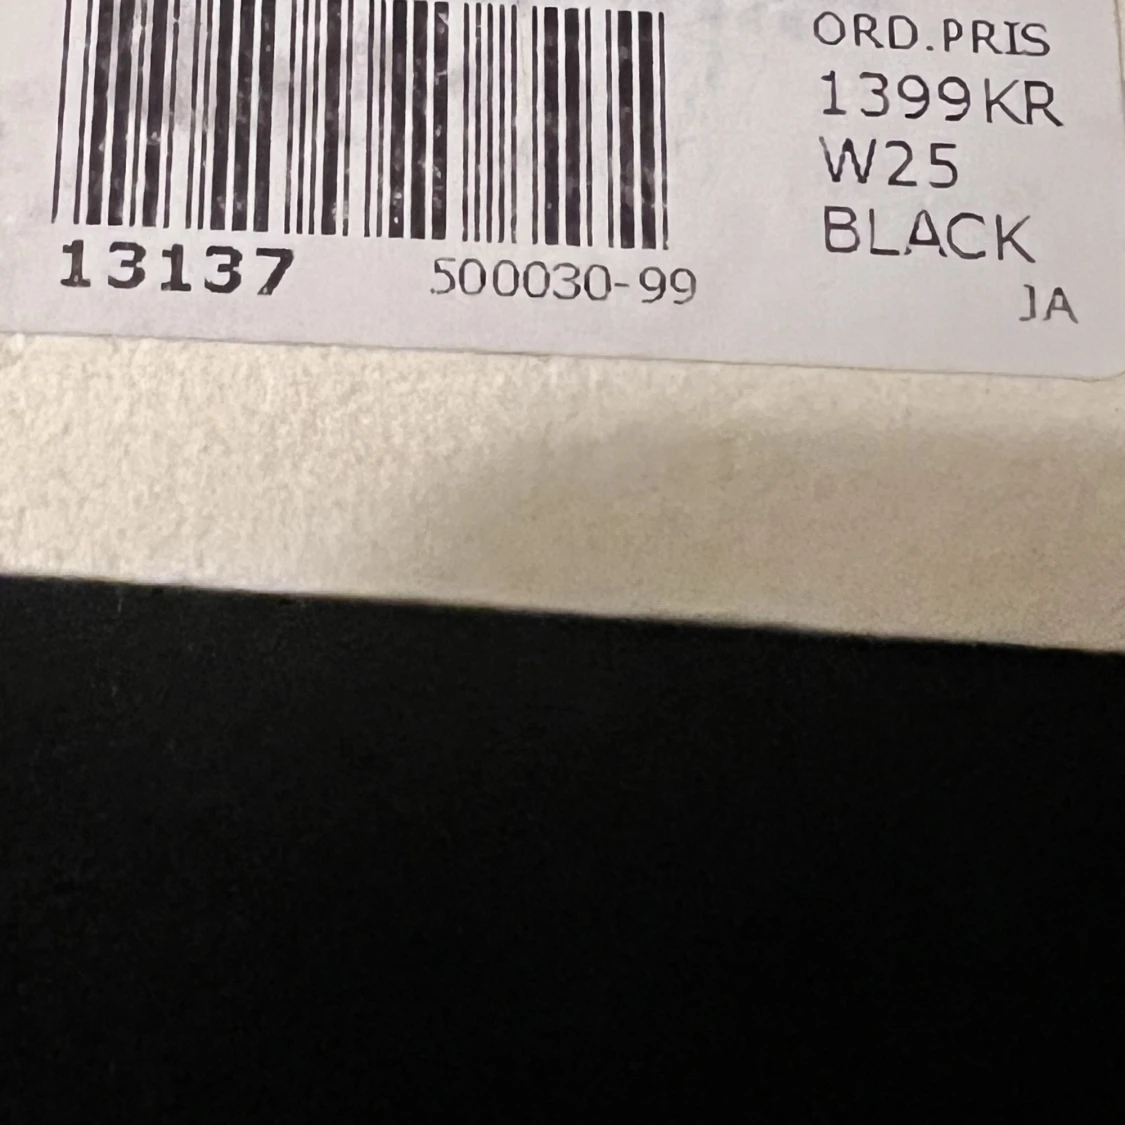 ORD.PRIS
1399KR
W25
BLACK
13137 500030-99
JA